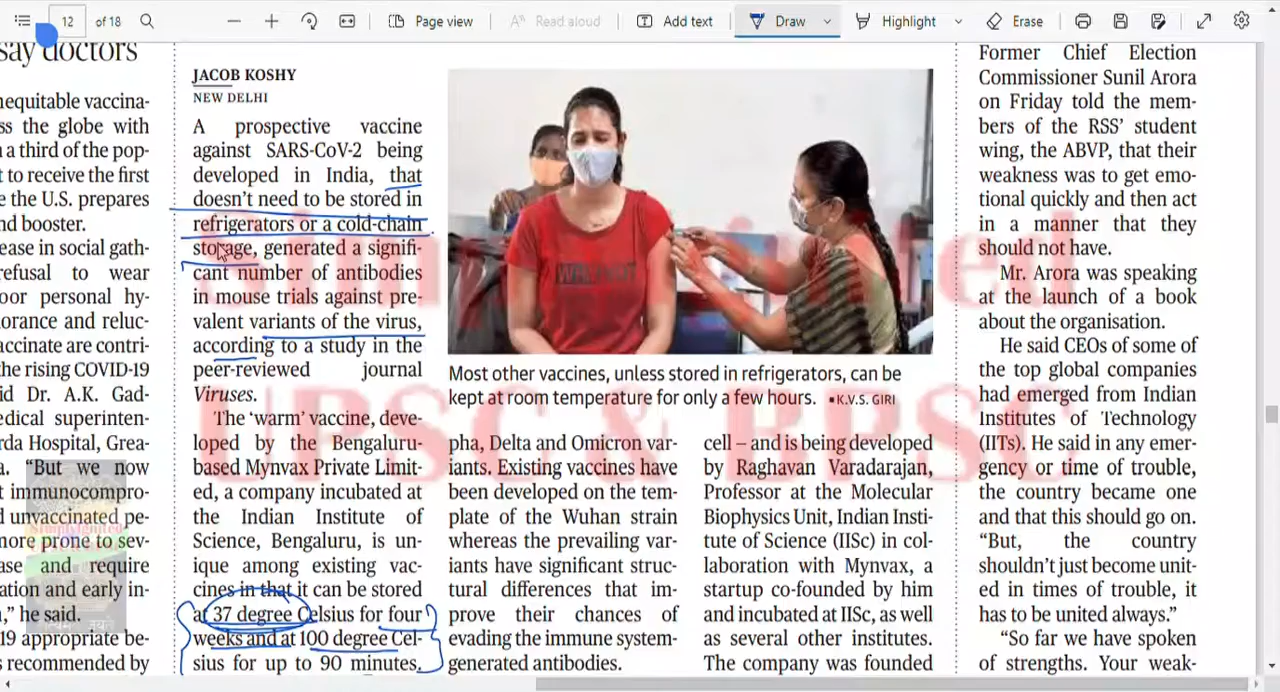 12 of 18
Page view
Read aloud
Add text
Draw
Highlight
Erase
say doctors
nequitable vaccina-
ss the globe with
a third of the pop-
t to receive the first
e the U.S. prepares
nd booster.
ease in social gath-
refusal to wear
oor personal hy-
norance and reluc-
accinate are contri-
he rising COVID-19
id Dr. A.K. Gad-
edical superinten-
rda Hospital, Grea-
a. "But we now
t immunocompro-
d unvaccinated pe-
more prone to sev-
ase and require
ation and early in-
," he said.
19 appropriate be-
s recommended by
JACOB KOSHY
NEW DELHI
A prospective vaccine
against SARS-CoV-2 being
developed in India, that
doesn't need to be stored in
refrigerators or a cold-chain
storage, generated a signifi-
cant number of antibodies
in mouse trials against pre-
valent variants of the virus,
according to a study in the
peer-reviewed journal
Viruses.
The 'warm' vaccine, deve-
loped by the Bengaluru-
based Mynvax Private Limit-
ed, a company incubated at
the Indian Institute of
Science, Bengaluru, is un-
ique among existing vac-
cines in that it can be stored
at 37 degree Celsius for four
weeks and at 100 degree Cel-
sius for up to 90 minutes.
Most other vaccines, unless stored in refrigerators, can be
kept at room temperature for only a few hours. ▪K.V.S. GIRI
pha, Delta and Omicron var-
iants. Existing vaccines have
been developed on the tem-
plate of the Wuhan strain
whereas the prevailing var-
iants have significant struc-
tural differences that im-
prove their chances of
evading the immune system-
generated antibodies.
cell – and is being developed
by Raghavan Varadarajan,
Professor at the Molecular
Biophysics Unit, Indian Insti-
tute of Science (IISc) in col-
laboration with Mynvax, a
startup co-founded by him
and incubated at IISc, as well
as several other institutes.
The company was founded
Former Chief Election
Commissioner Sunil Arora
on Friday told the mem-
bers of the RSS' student
wing, the ABVP, that their
weakness was to get emo-
tional quickly and then act
in a manner that they
should not have.
Mr. Arora was speaking
at the launch of a book
about the organisation.
He said CEOs of some of
the top global companies
had emerged from Indian
Institutes of Technology
(IITs). He said in any emer-
gency or time of trouble,
the country became one
and that this should go on.
"But, the country
shouldn't just become unit-
ed in times of trouble, it
has to be united always."
"So far we have spoken
of strengths. Your weak-
UPSC & BPSC